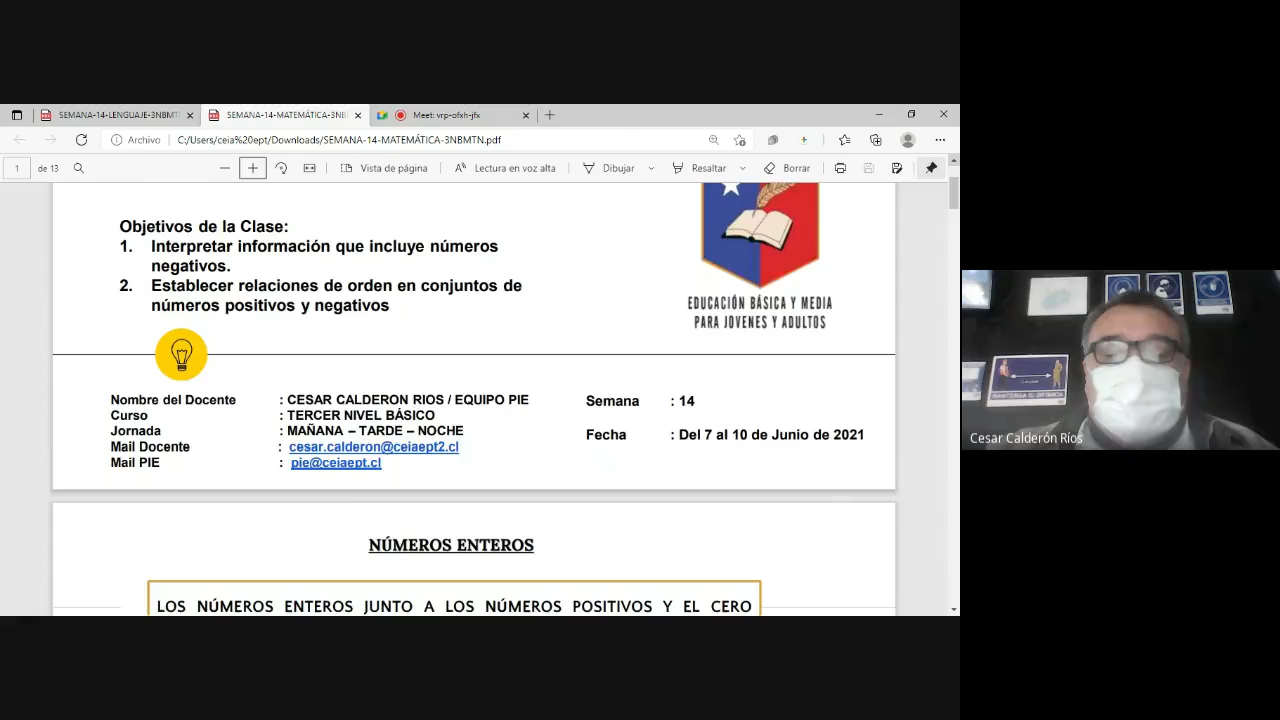 SEMANA-14-LENGUAJE-3NBMT
SEMANA-14-MATEMÁTICA-3NB
Meet: vrp-ofxh-jfx
Archivo
C:/Users/ceia%20ept/Downloads/SEMANA-14-MATEMÁTICA-3NBMTN.pdf
1 de 13
Vista de página
Lectura en voz alta
Dibujar
Resaltar
Borrar
Objetivos de la Clase:
1. Interpretar información que incluye números
negativos.
2. Establecer relaciones de orden en conjuntos de
números positivos y negativos
EDUCACIÓN BÁSICA Y MEDIA
PARA JOVENES Y ADULTOS
Nombre del Docente : CESAR CALDERON RIOS / EQUIPO PIE
Curso : TERCER NIVEL BÁSICO
Jornada : MAÑANA – TARDE – NOCHE
Mail Docente : cesar.calderon@ceiaept2.cl
Mail PIE : pie@ceiaept.cl
Semana : 14
Fecha : Del 7 al 10 de Junio de 2021
NÚMEROS ENTEROS
LOS NÚMEROS ENTEROS JUNTO A LOS NÚMEROS POSITIVOS Y EL CERO
MANTENGA SU DISTANCIA
Cesar Calderón Ríos